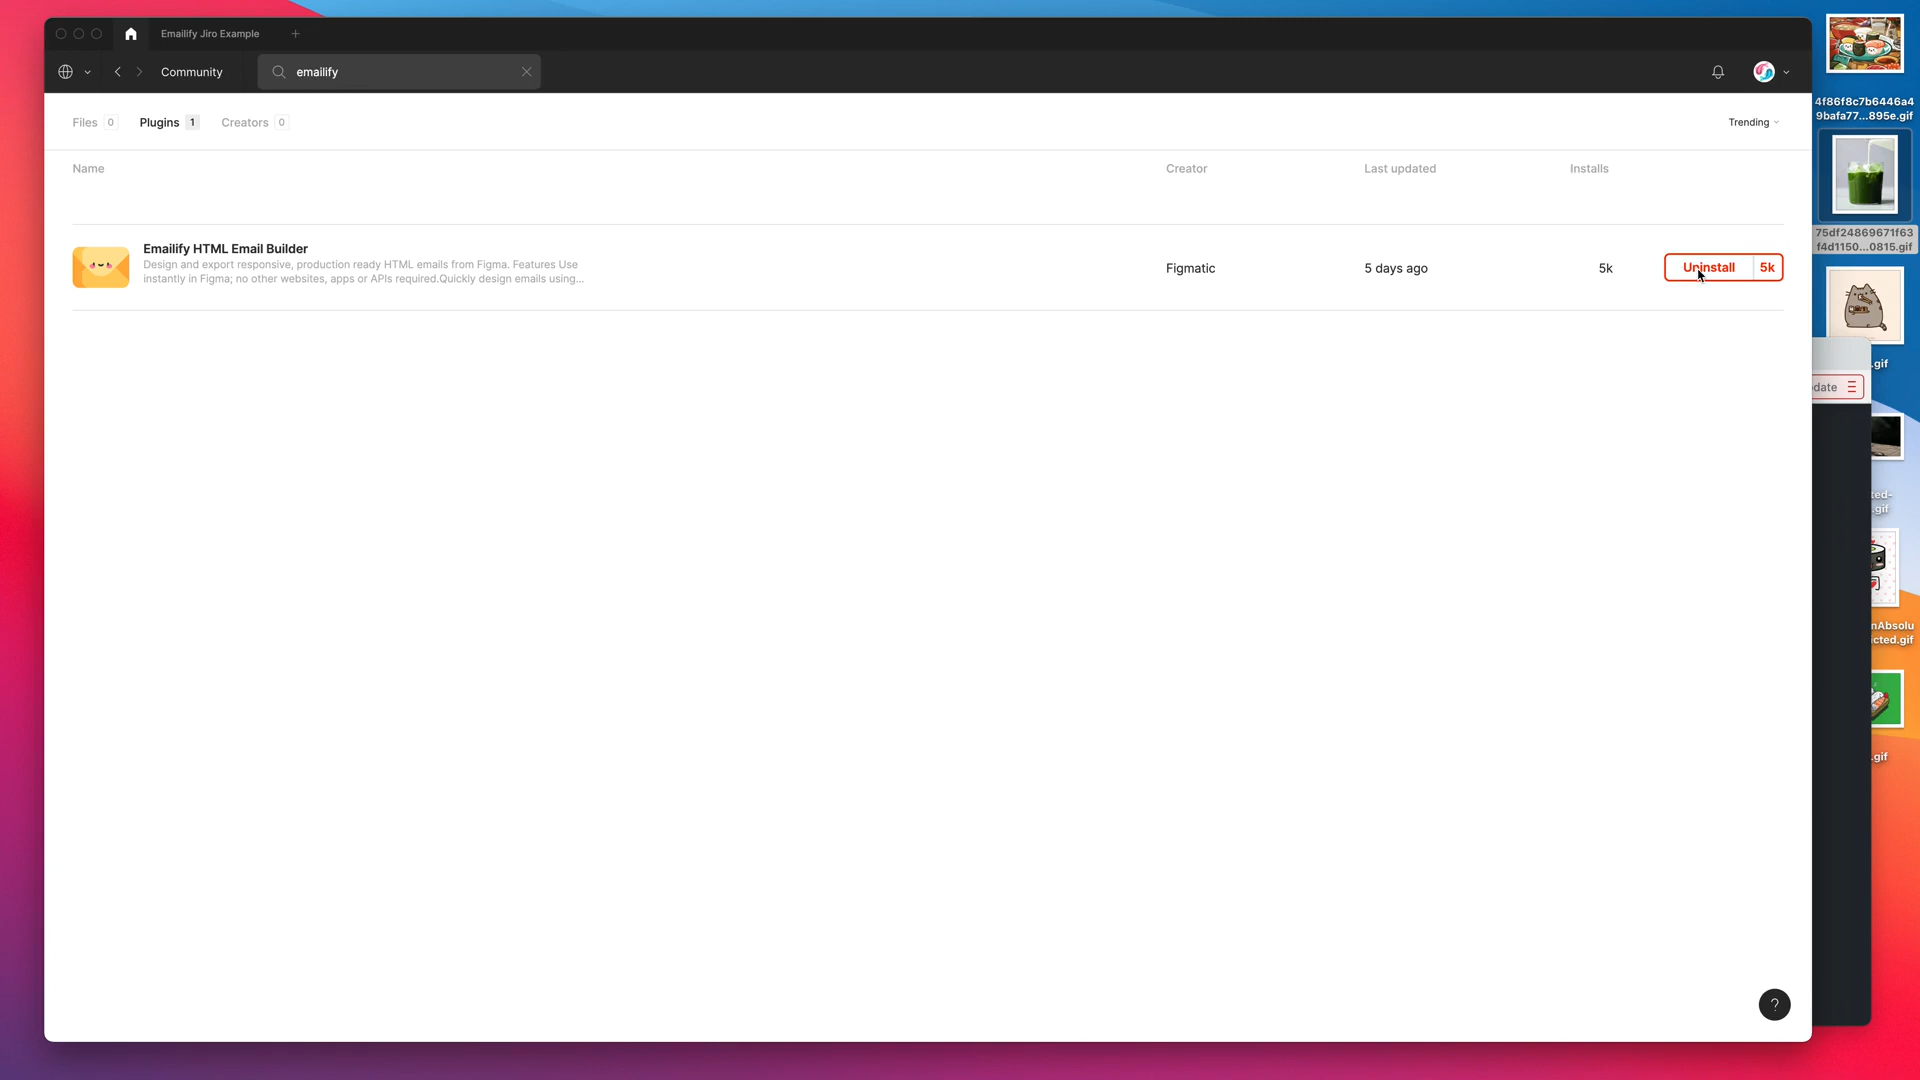 Emailify Jiro Example
Community
emailify
Files 0
Plugins 1
Creators 0
Trending
Name
Creator
Last updated
Installs
Emailify HTML Email Builder
Design and export responsive, production ready HTML emails from Figma. Features Use
instantly in Figma; no other websites, apps or APIs required.Quickly design emails using...
Figmatic
5 days ago
5k
Uninstall
5k
?
4f86f8c7b6446a4
9bafa77...895e.gif
75df24869671f63
f4d1150...0815.gif
.gif
date
ted-
.gif
nAbsolu
icted.gif
.gif